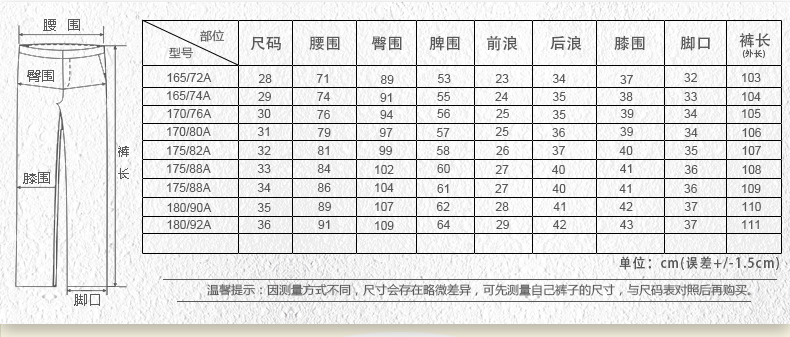 腰围
臀围
膝围
裤长
脚口
部位 型号 尺码 腰围 臀围 脾围 前浪 后浪 膝围 脚口 裤长(外长)
165/72A 28 71 89 53 23 34 37 32 103
165/74A 29 74 91 55 24 35 38 33 104
170/76A 30 76 94 56 25 35 39 34 105
170/80A 31 79 97 57 25 36 39 34 106
175/82A 32 81 99 58 26 37 40 35 107
175/88A 33 84 102 60 27 40 41 36 108
175/88A 34 86 104 61 27 40 41 36 109
180/90A 35 89 107 62 28 41 42 37 110
180/92A 36 91 109 64 29 42 43 37 111
单位：cm(误差+/-1.5cm)
温馨提示：因测量方式不同，尺寸会存在略微差异，可先测量自己裤子的尺寸，与尺码表对照后再购买。